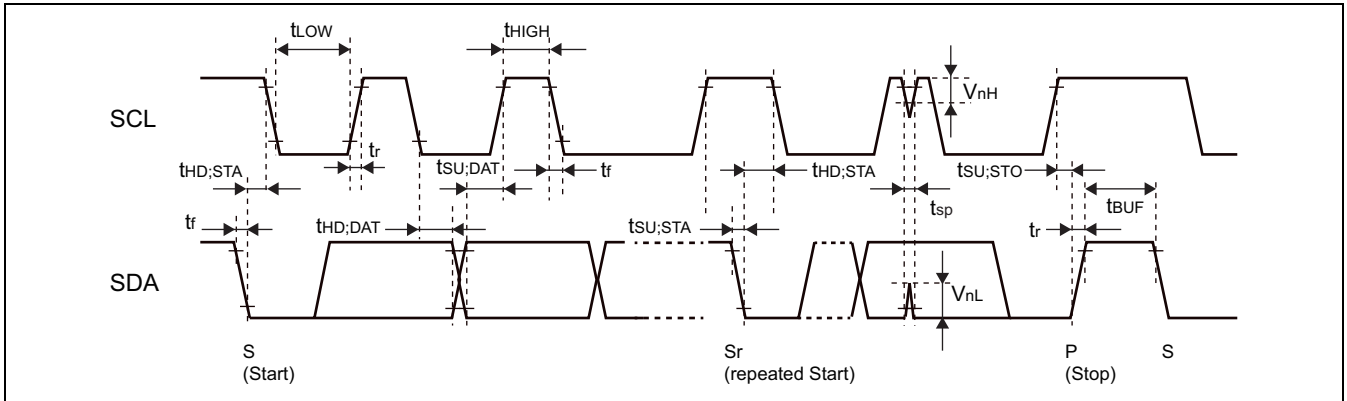 tLOW
tHIGH
VnH
SCL
tr
tHD;STA
tSU;DAT
tf
tHD;STA
tSU;STO
tf
tHD;DAT
tSU;STA
tsp
tBUF
tr
SDA
VnL
S
(Start)
Sr
(repeated Start)
P
(Stop)
S